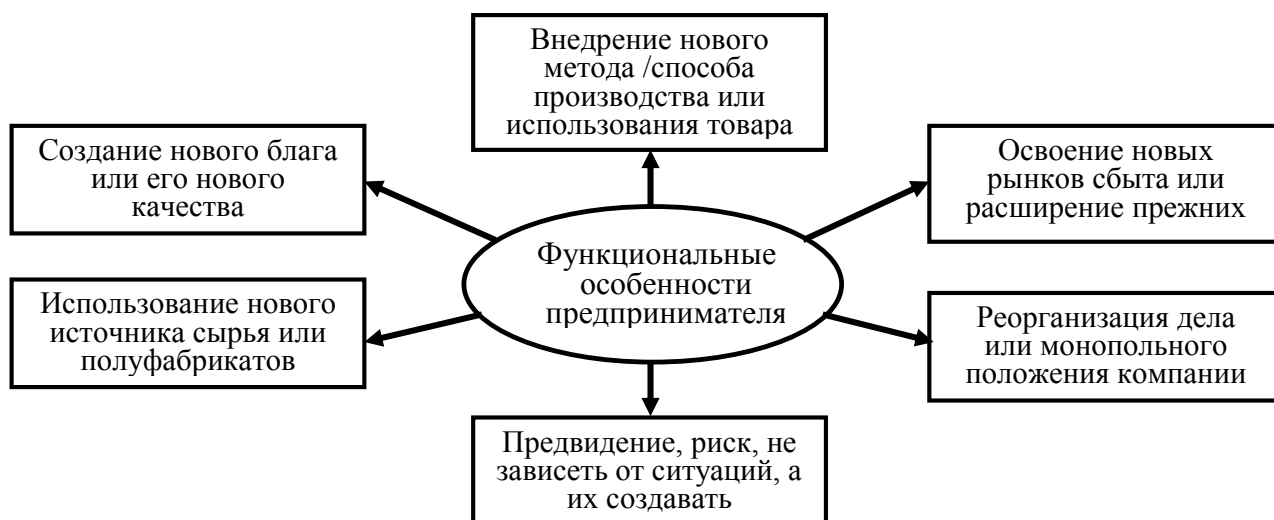 Внедрение нового
метода /способа
производства или
использования товара
Создание нового блага
или его нового
качества
Освоение новых
рынков сбыта или
расширение прежних
Функциональные
особенности
предпринимателя
Использование нового
источника сырья или
полуфабрикатов
Реорганизация дела
или монопольного
положения компании
Предвидение, риск, не
зависеть от ситуаций, а
их создавать